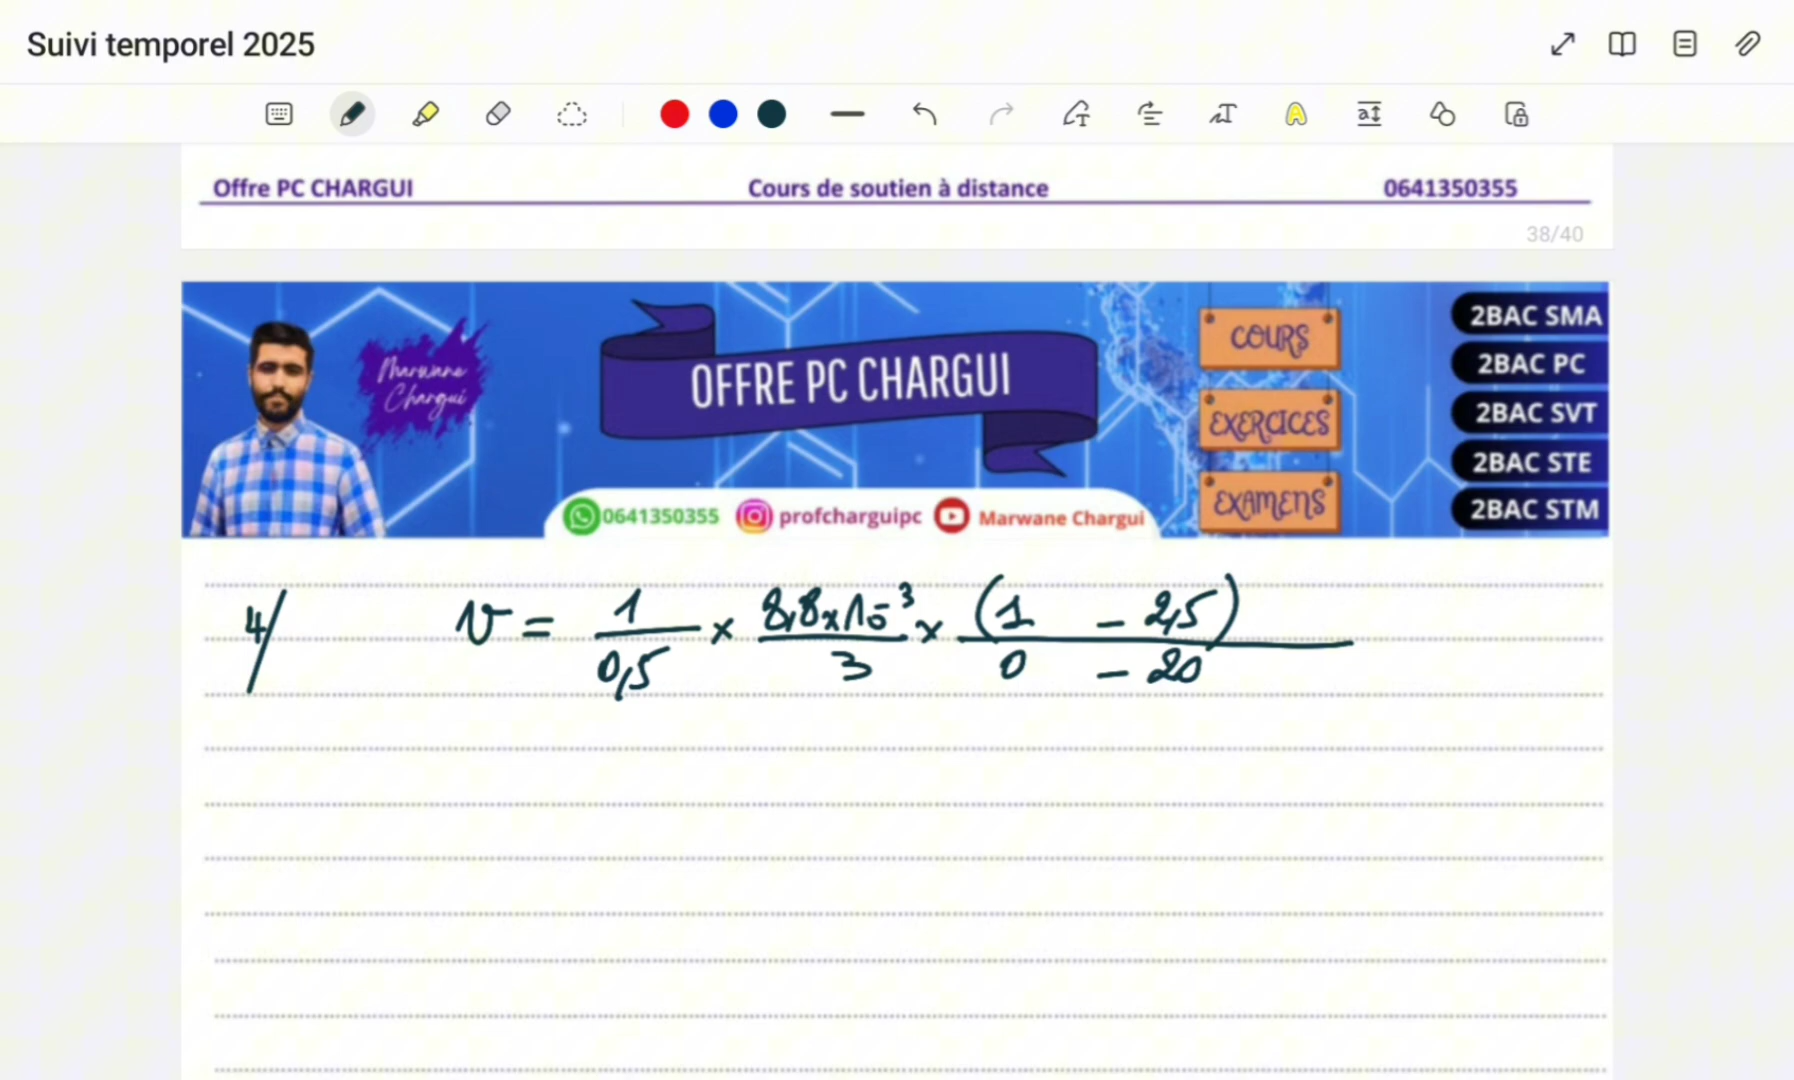 Suivi temporel 2025
Offre PC CHARGUI Cours de soutien à distance 0641350355
38/40
Marwane
Chargui
OFFRE PC CHARGUI
COURS
EXERCICES
EXAMENS
2BAC SMA
2BAC PC
2BAC SVT
2BAC STE
2BAC STM
0641350355 profcharguipc Marwane Chargui
4/ v = 1/0,5 × 8,8×10⁻³/3 × (1 - 2,5)/0 - 20